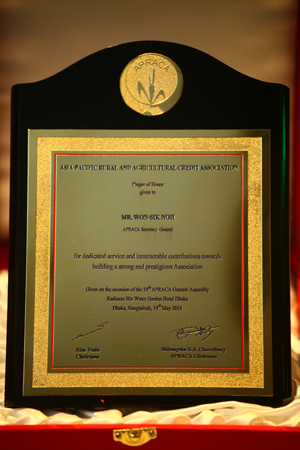 APRACA
ASIA-PACIFIC RURAL AND AGRICULTURAL CREDIT ASSOCIATION
Plaque of Honor
given to
MR. WON-SIK NOH
APRACA Secretary General
for dedicated service and innumerable contributions towards
building a strong and prestigious Association
Given on the occasion of the 19th APRACA General Assembly
Radisson Blu Water Garden Hotel Dhaka
Dhaka, Bangladesh, 18th May 2014
Chairman
K.S. Chowdhury
APRACA Chairman